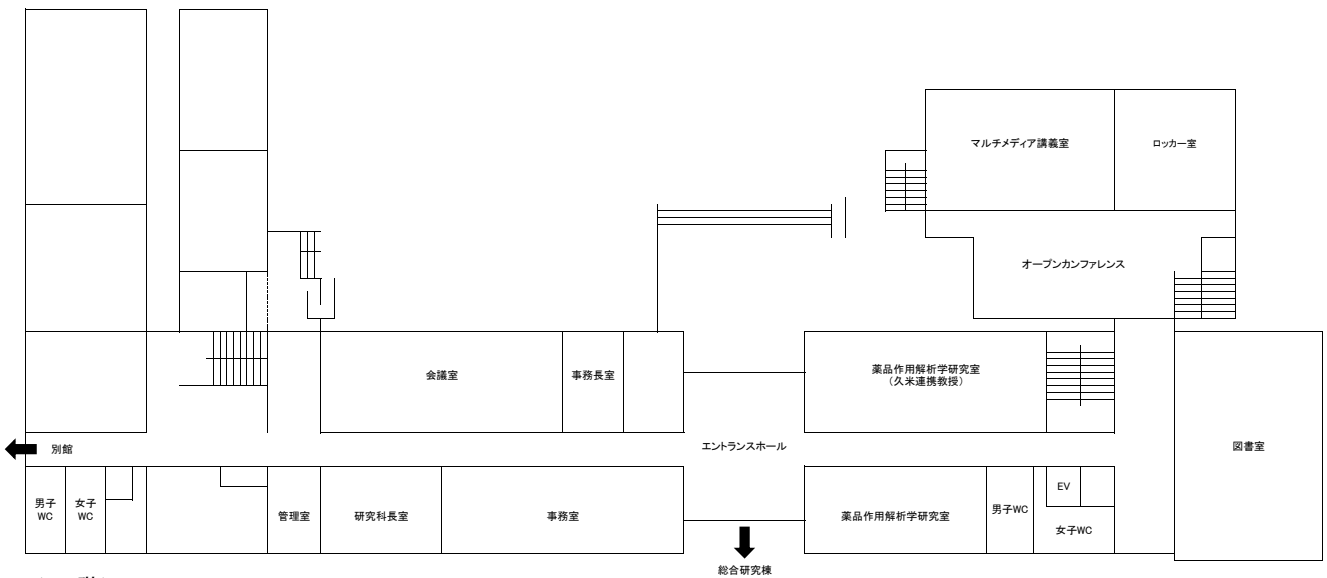 マルチメディア講義室
ロッカー室
オープンカンファレンス
会議室
事務長室
薬品作用解析学研究室
(久米連携教授)
別館
エントランスホール
図書室
男子
WC
女子
WC
管理室
研究科長室
事務室
薬品作用解析学研究室
男子WC
EV
女子WC
総合研究棟